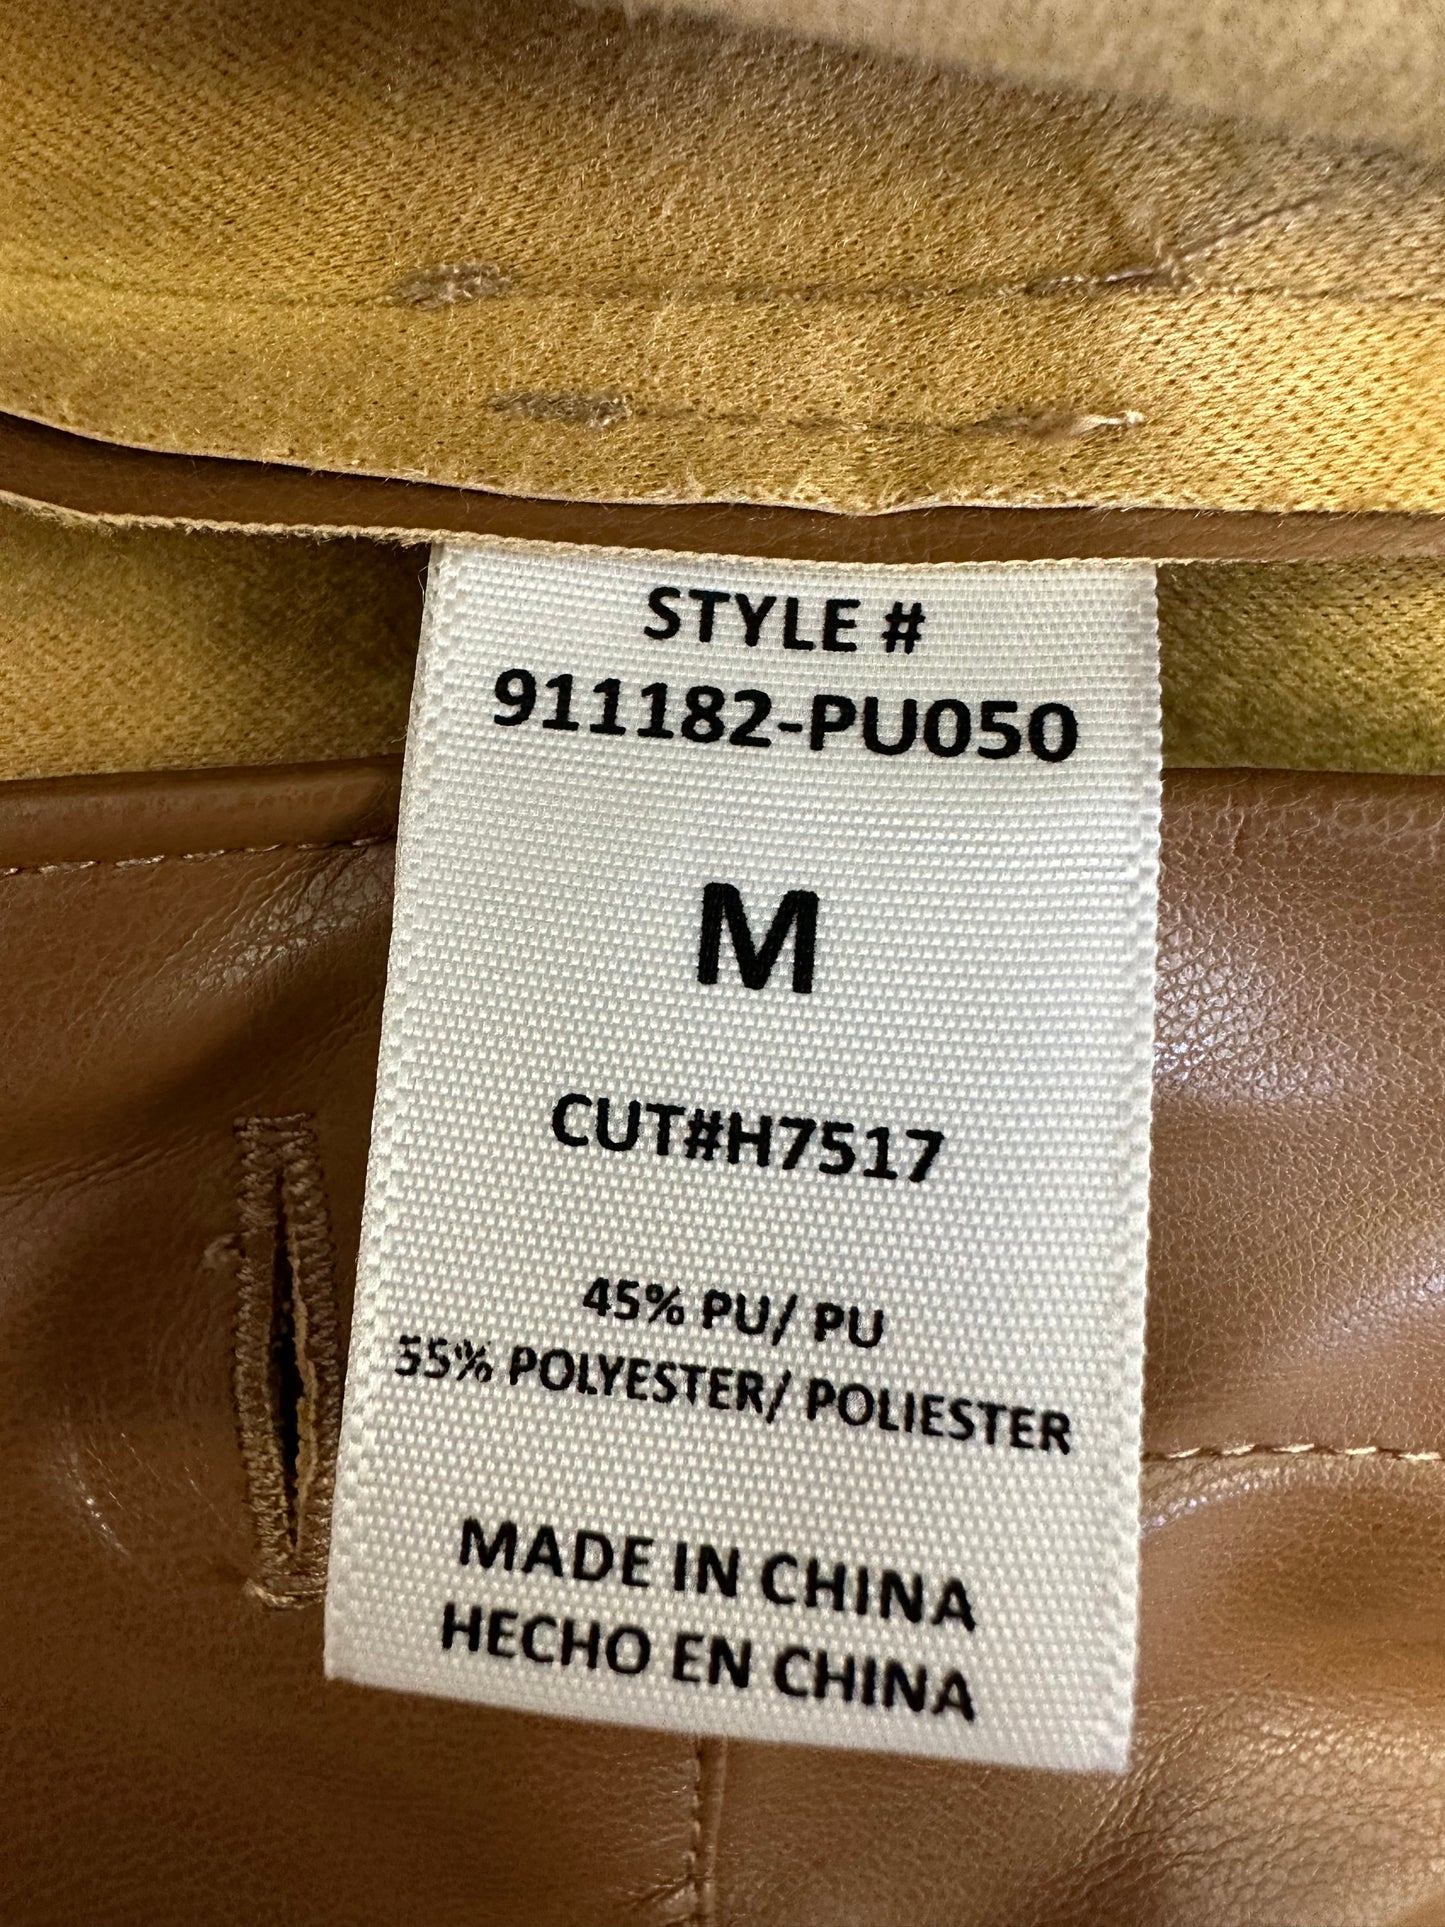 STYLE #
911182-PU050
M
CUT#H7517
45% PU/ PU
55% POLYESTER/ POLIESTER
MADE IN CHINA
HECHO EN CHINA